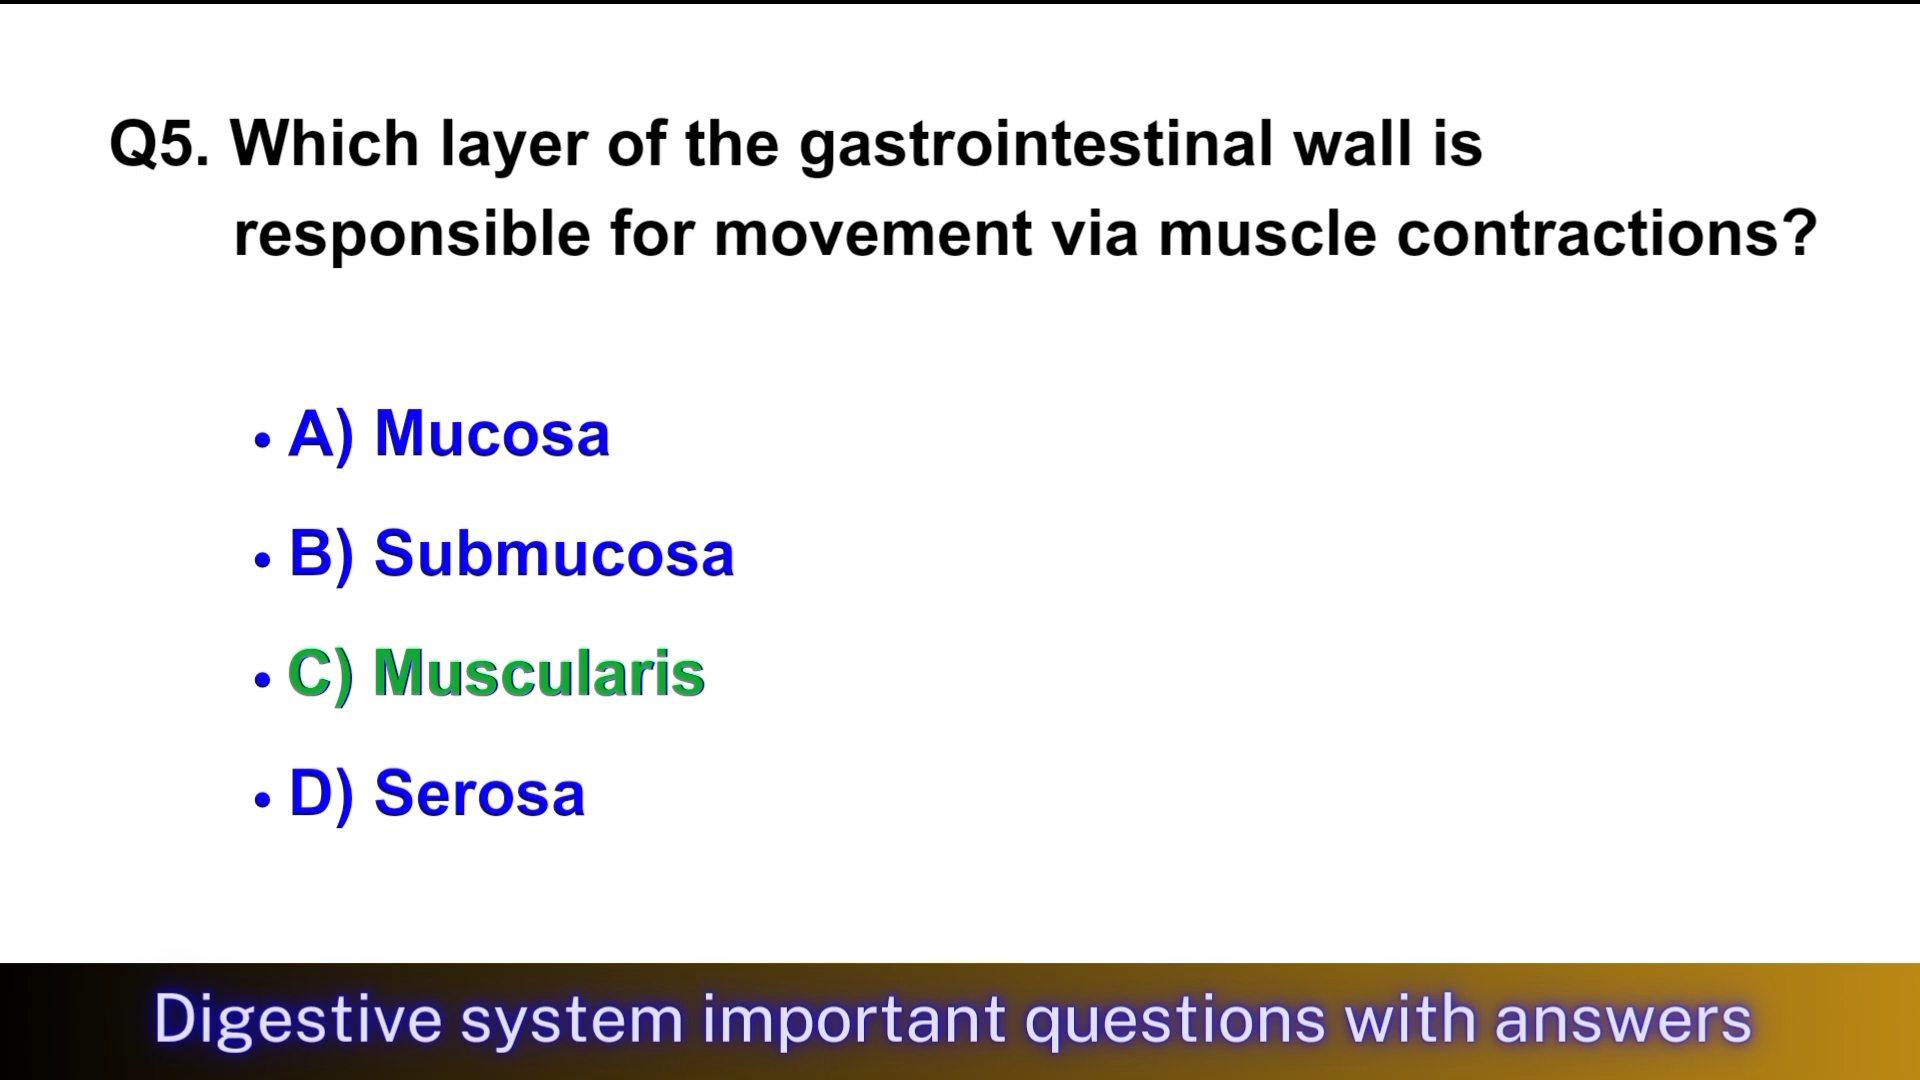 Q5. Which layer of the gastrointestinal wall is
responsible for movement via muscle contractions?
• A) Mucosa
• B) Submucosa
• C) Muscularis
• D) Serosa
Digestive system important questions with answers